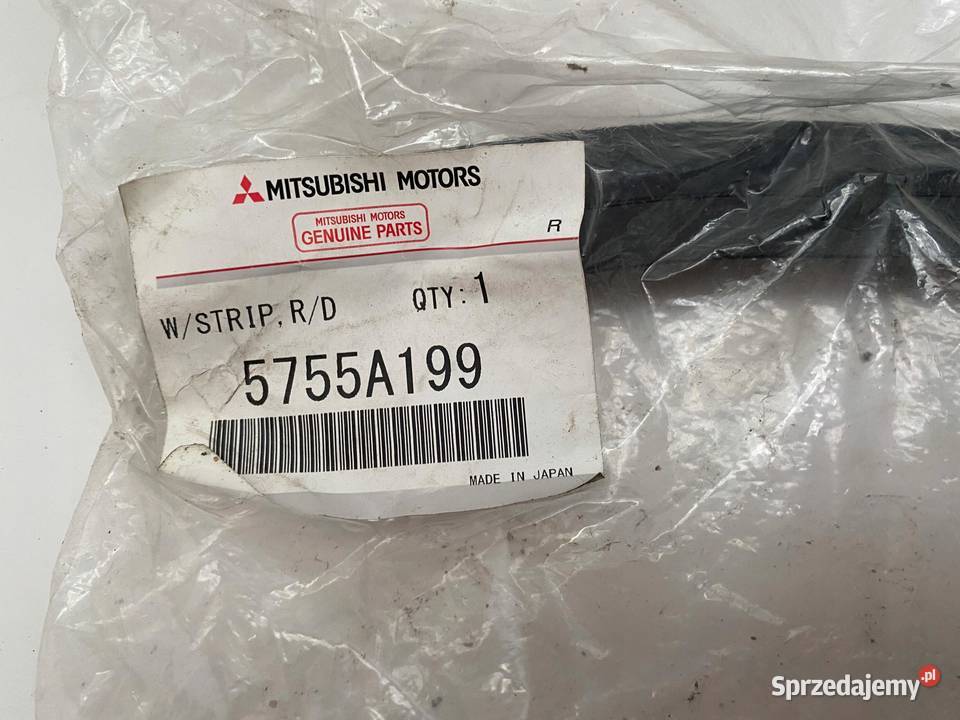 MITSUBISHI MOTORS
MITSUBISHI MOTORS
GENUINE PARTS
R
W/STRIP,R/D QTY:1
5755A199
MADE IN JAPAN
Sprzedajemy.pl